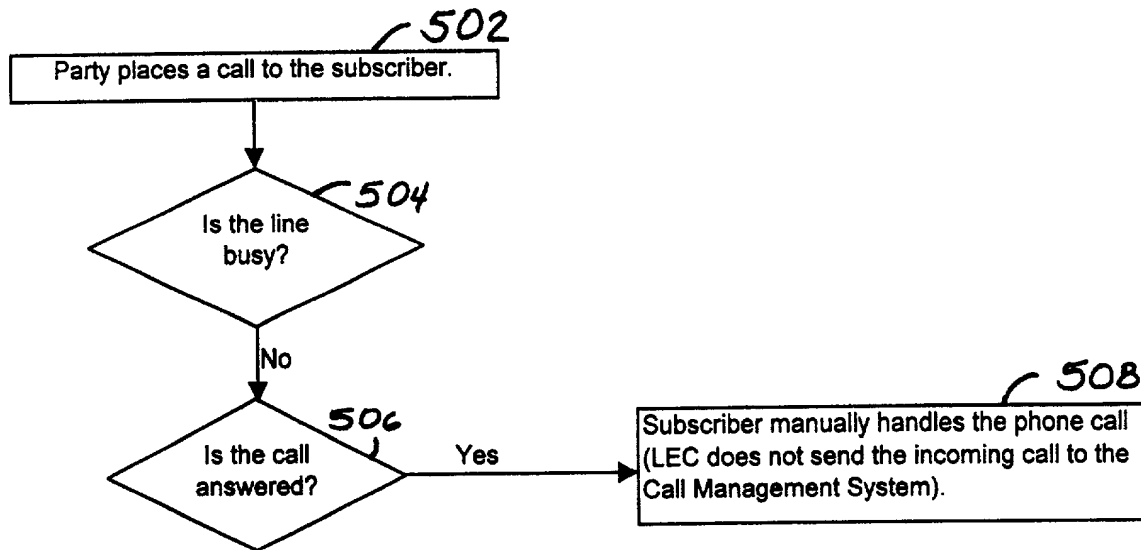 502
Party places a call to the subscriber.
504
Is the line
busy?
No
506
Is the call
answered?
Yes
508
Subscriber manually handles the phone call
(LEC does not send the incoming call to the
Call Management System).